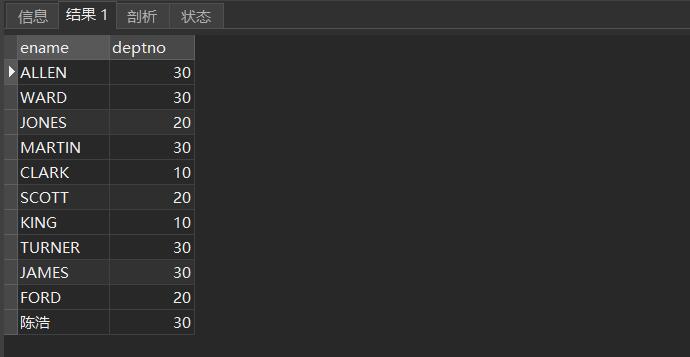 信息 结果 1 剖析 状态
ename deptno
ALLEN 30
WARD 30
JONES 20
MARTIN 30
CLARK 10
SCOTT 20
KING 10
TURNER 30
JAMES 30
FORD 20
陈浩 30